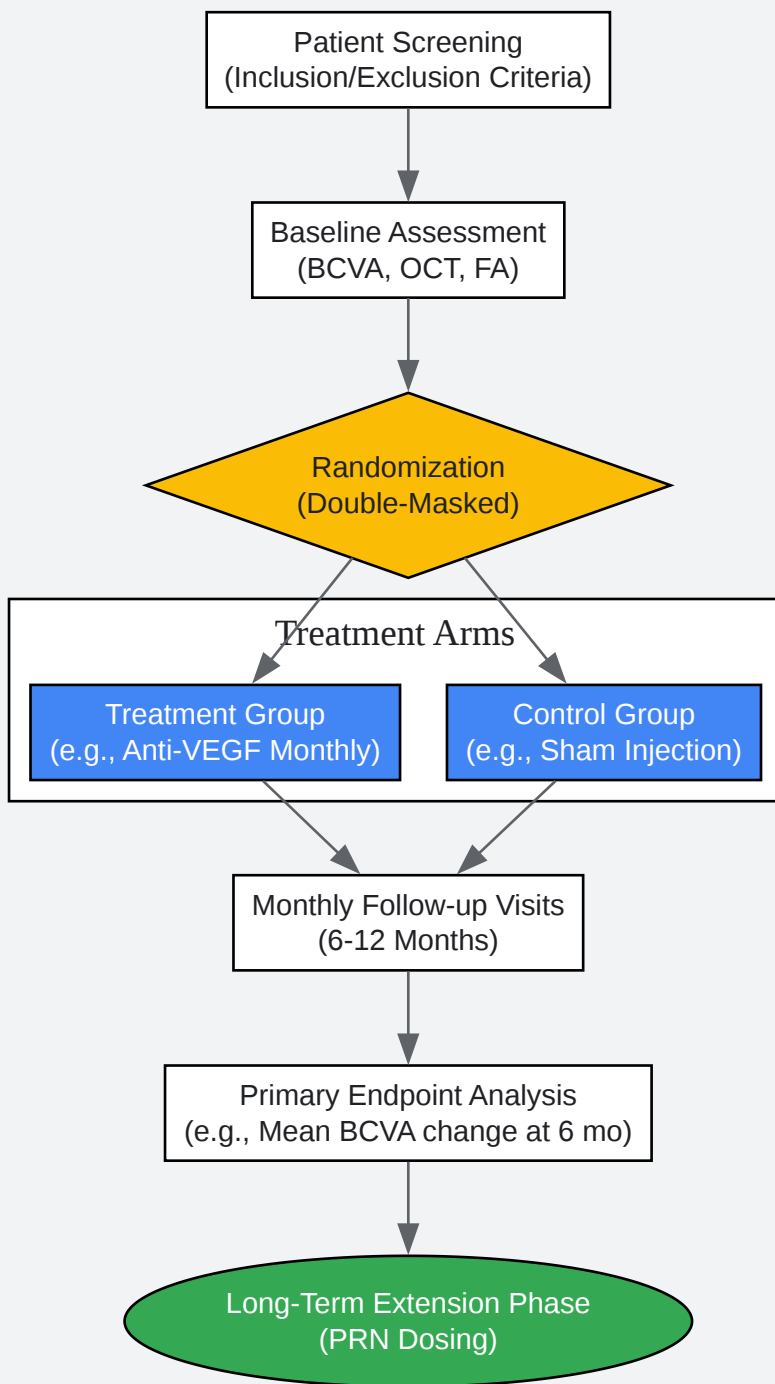 Patient Screening
(Inclusion/Exclusion Criteria)
Baseline Assessment
(BCVA, OCT, FA)
Randomization
(Double-Masked)
Treatment Arms
Treatment Group
(e.g., Anti-VEGF Monthly)
Control Group
(e.g., Sham Injection)
Monthly Follow-up Visits
(6-12 Months)
Primary Endpoint Analysis
(e.g., Mean BCVA change at 6 mo)
Long-Term Extension Phase
(PRN Dosing)